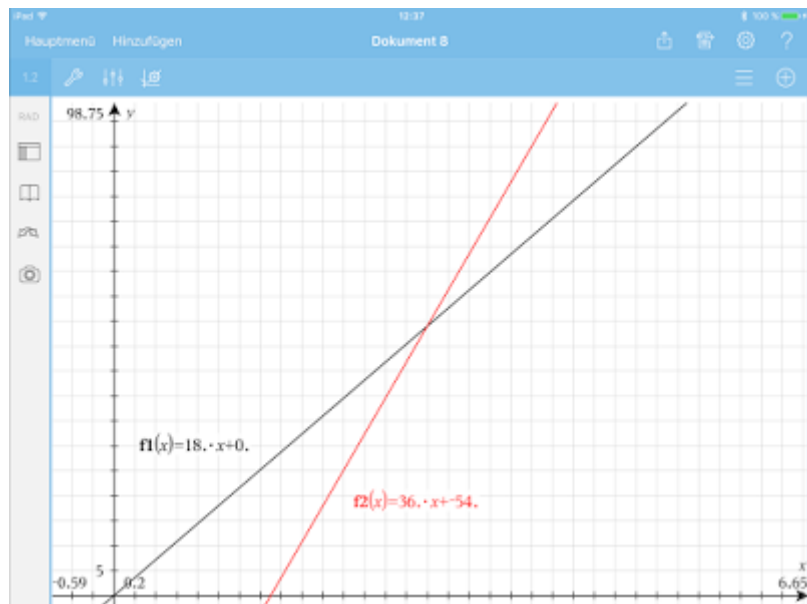 iPad 12:37 100 %
Hauptmenü Hinzufügen Dokument 8 ?
1.2
RAD
98.75 y
f1(x)=18.·x+0.
f2(x)=36.·x+-54.
5
-0.59 0.2 6.65
x